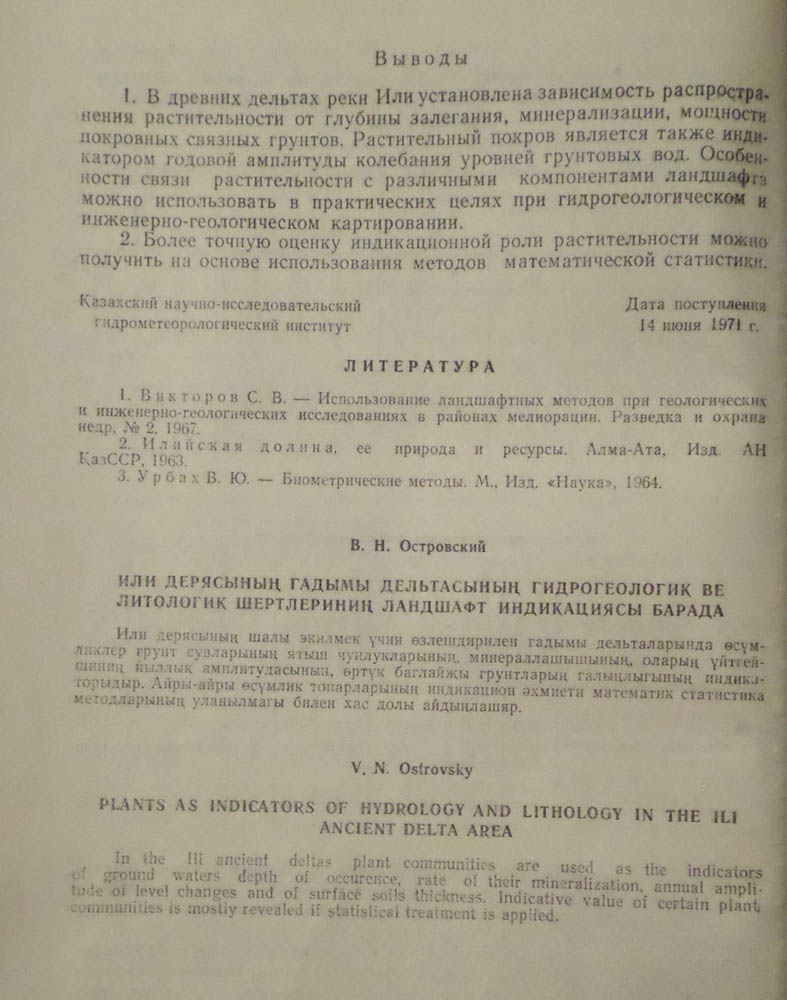 Выводы
1. В древних дельтах реки Или установлена зависимость распростра-
нения растительности от глубины залегания, минерализации, мощности
покровных связных грунтов. Растительный покров является также инди-
катором годовой амплитуды колебания уровней грунтовых вод. Особен-
ности связи растительности с различными компонентами ландшафта
можно использовать в практических целях при гидрогеологическом и
инженерно-геологическом картировании.
2. Более точную оценку индикационной роли растительности можно
получить на основе использования методов математической статистики.
Казахский научно-исследовательский
гидрометеорологический институт
Дата поступления
14 июня 1971 г.
ЛИТЕРАТУРА
1. Викторов С. В. — Использование ландшафтных методов при геологических
и инженерно-геологических исследованиях в районах мелиорации. Разведка и охрана
недр, № 2, 1967.
2. Илийская долина, ее природа и ресурсы. Алма-Ата, Изд. АН
КазССР, 1963.
3. Урбах В. Ю. — Биометрические методы. М., Изд. «Наука», 1964.
В. Н. Островский
ИЛИ ДЕРЯСЫНЫҢ ГАДЫМЫ ДЕЛЬТАСЫНЫҢ ГИДРОГЕОЛОГИК ВЕ
ЛИТОЛОГИК ШЕРТЛЕРИНИҢ ЛАНДШАФТ ИНДИКАЦИЯСЫ БАРАДА
Или дерясының шалы экилмек үчин өзлешдирилен гадымы дельталарында өсүм-
ликлер грунт сувларының ятыш чуңлукларының, минераллашышының, оларың үйтгей-
шиниң йыллык амплитудасының, өртүк баглайжы грунтларың галыңлыгының индика-
торыдыр. Айры-айры өсүмлик топарларының индикацион әхмиети математик статистика
методларының уланылмагы билен хас долы айдыңлашяр.
V. N. Ostrovsky
PLANTS AS INDICATORS OF HYDROLOGY AND LITHOLOGY IN THE ILI
ANCIENT DELTA AREA
In the Ili ancient deltas plant communities are used as the indicators
of ground waters depth of occurence, rate of their mineralization, annual ampli-
tude of level changes and of surface soils thickness. Indicative value of certain plant
communities is mostly revealed if statistical treatment is applied.